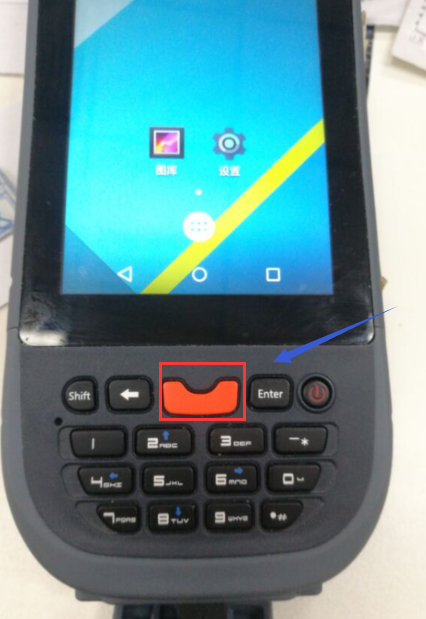 图库 设置
Shift Enter
1 2ABC 3DEF -*
4GHI 5JKL 6MNO 0
7PQRS 8TUV 9WXYZ •#